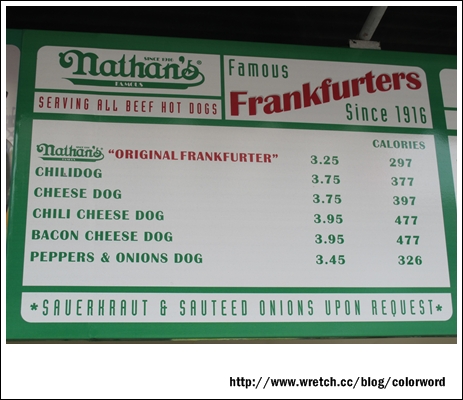 SINCE 1916
Nathan's®
FAMOUS
SERVING ALL BEEF HOT DOGS
Famous
Frankfurters
Since 1916
CALORIES
Nathan's "ORIGINAL FRANKFURTER" 3.25 297
CHILIDOG 3.75 377
CHEESE DOG 3.75 397
CHILI CHEESE DOG 3.95 477
BACON CHEESE DOG 3.95 477
PEPPERS & ONIONS DOG 3.45 326
*SAUERKRAUT & SAUTEED ONIONS UPON REQUEST*
http://www.wretch.cc/blog/colorword